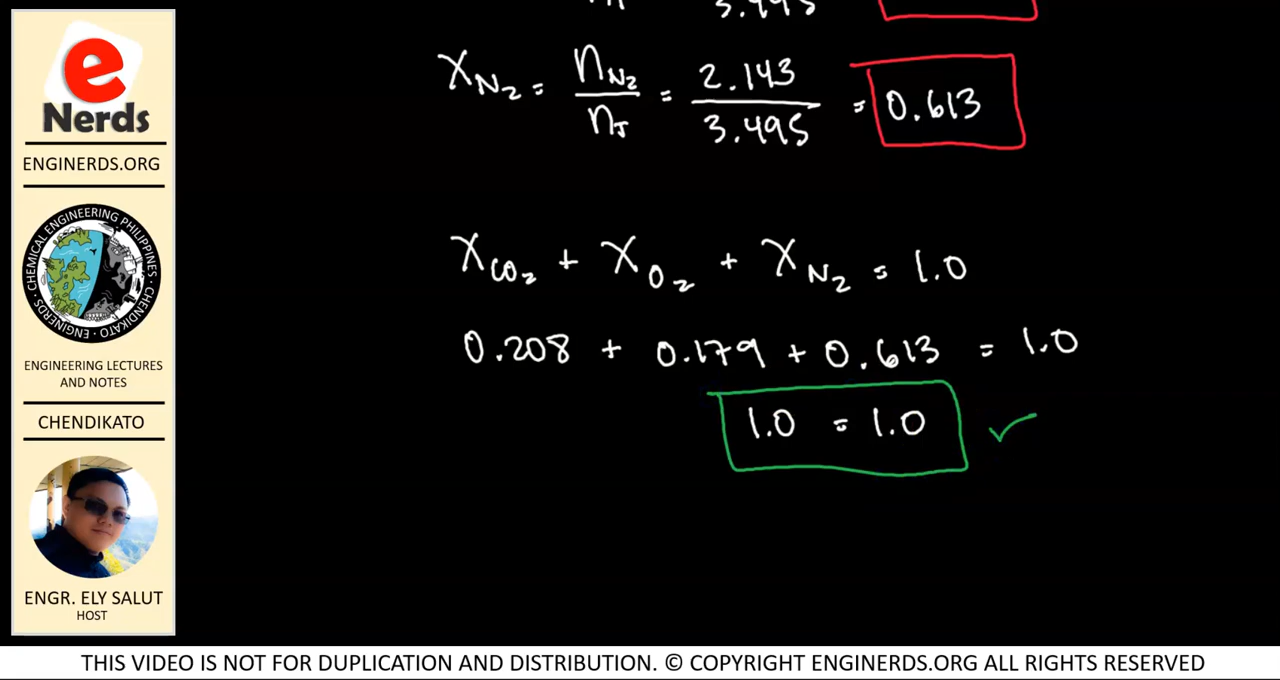 n_T 3.495
X_N2 = n_N2 / n_T = 2.143 / 3.495 = 0.613
X_CO2 + X_O2 + X_N2 = 1.0
0.208 + 0.179 + 0.613 = 1.0
1.0 = 1.0 ✓
e
Nerds
ENGINERDS.ORG
CHEMICAL ENGINEERING PHILIPPINES • CHENDIKATO • ENGINERDS •
ENGINEERING LECTURES
AND NOTES
CHENDIKATO
ENGR. ELY SALUT
HOST
THIS VIDEO IS NOT FOR DUPLICATION AND DISTRIBUTION. © COPYRIGHT ENGINERDS.ORG ALL RIGHTS RESERVED